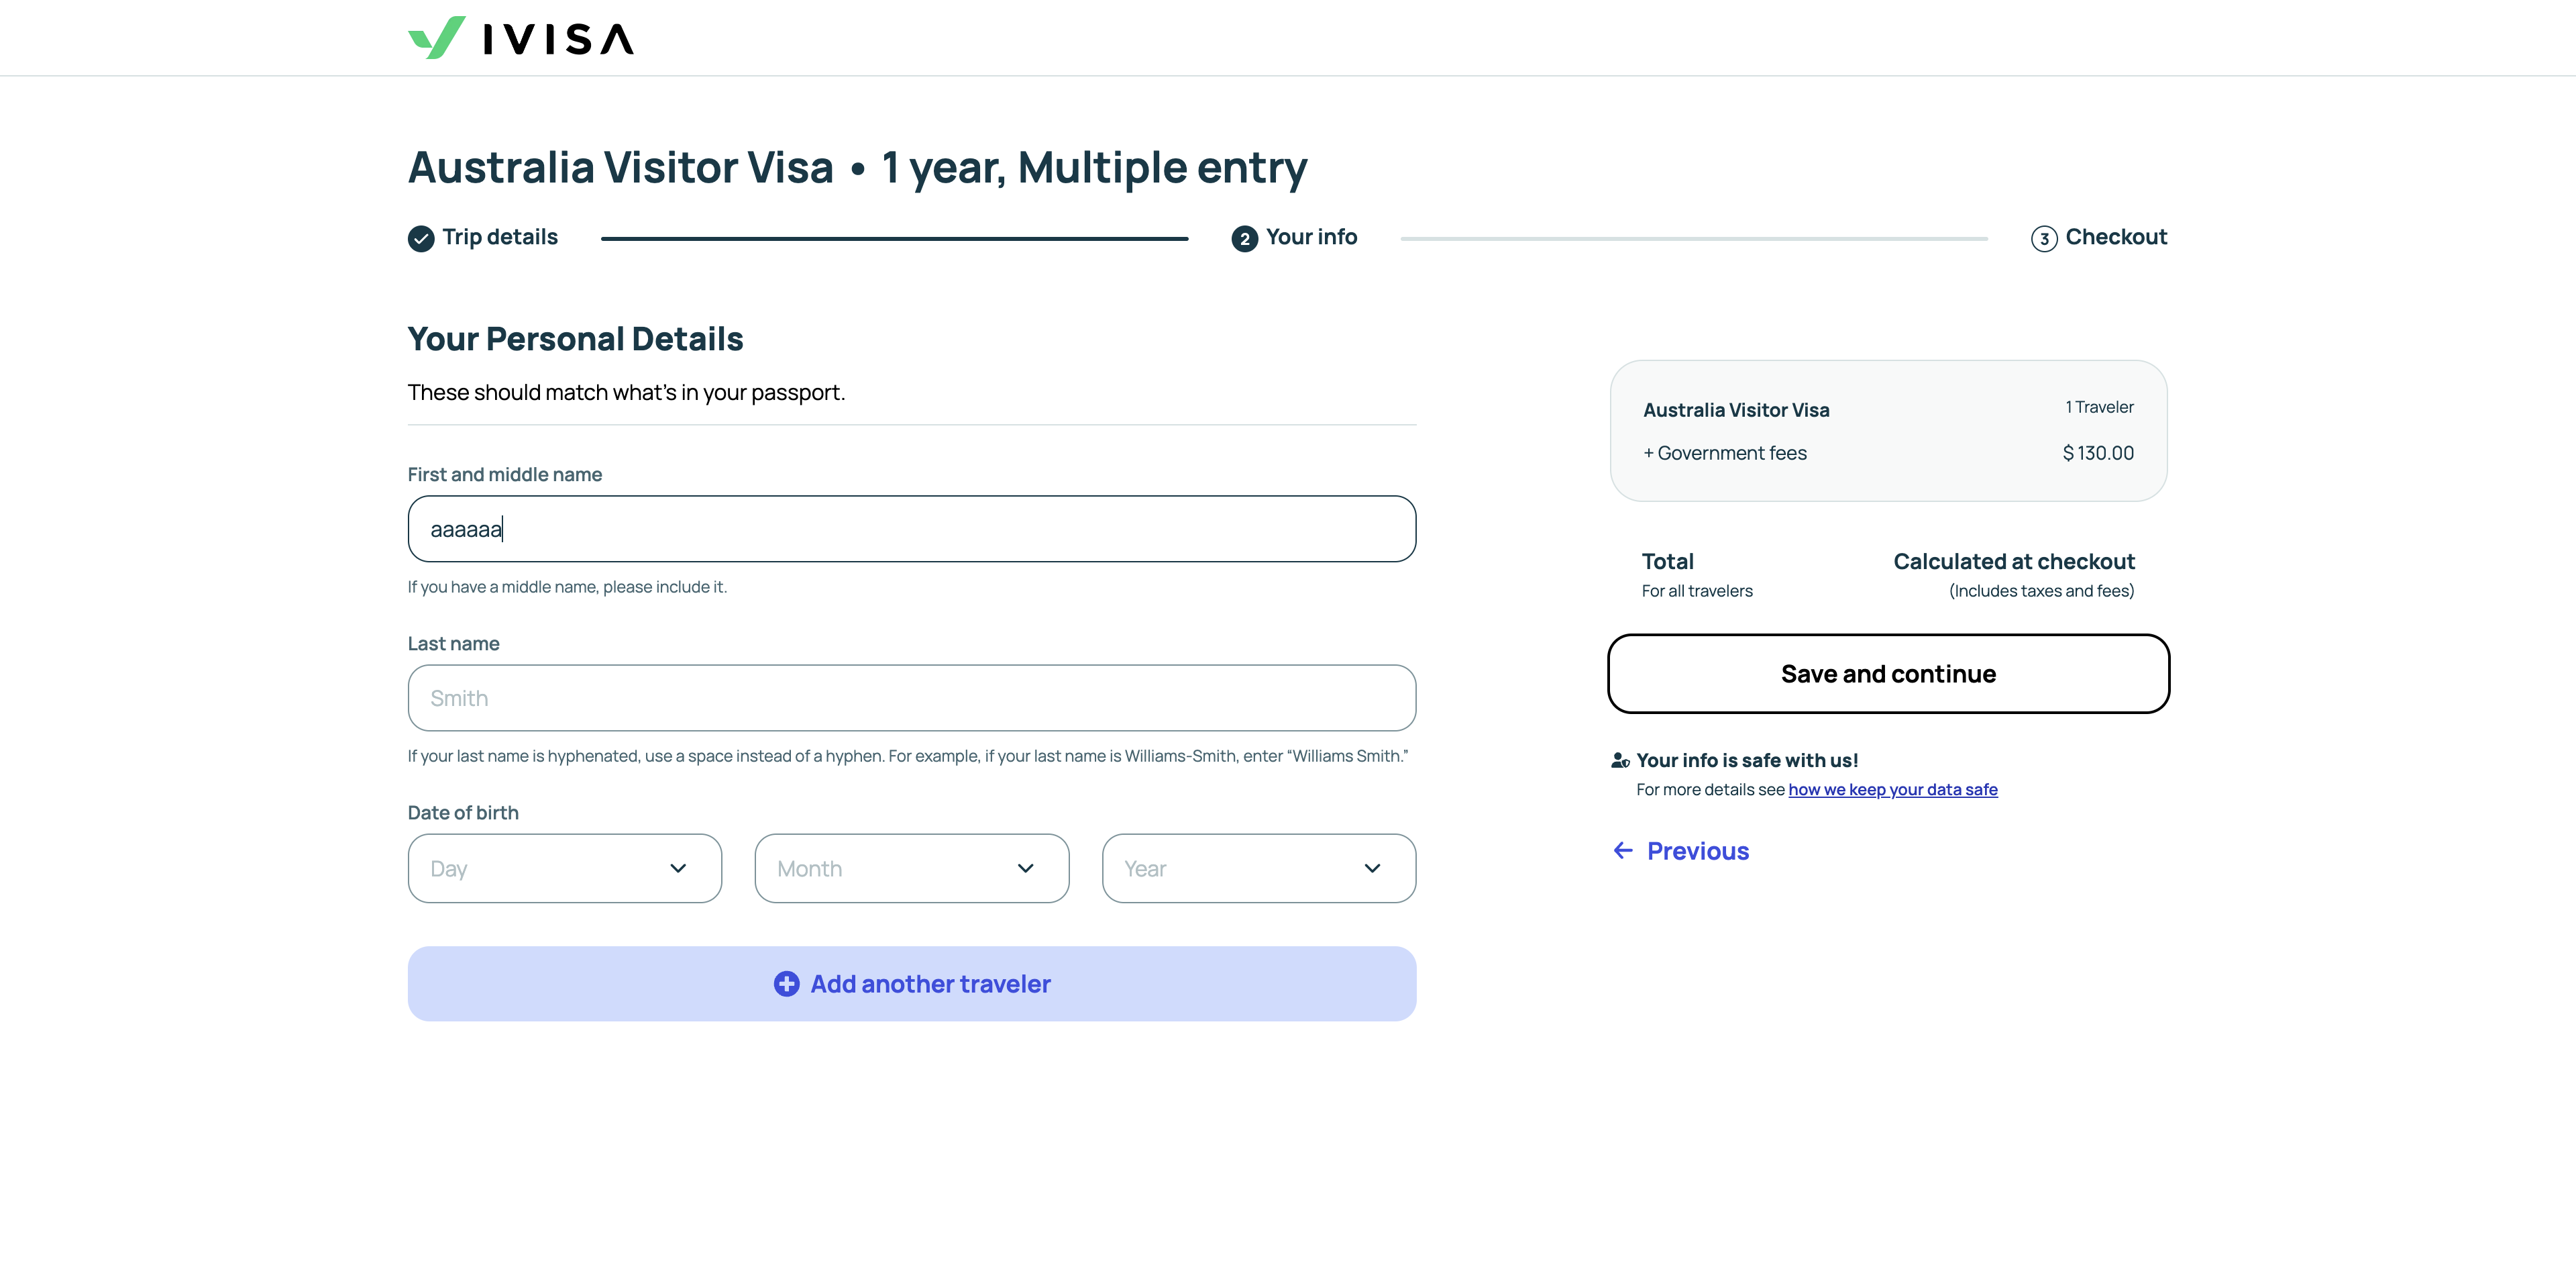 IVISA
Australia Visitor Visa • 1 year, Multiple entry
Trip details
2 Your info
3 Checkout
Your Personal Details
These should match what's in your passport.
First and middle name
aaaaaa
If you have a middle name, please include it.
Last name
Smith
If your last name is hyphenated, use a space instead of a hyphen. For example, if your last name is Williams-Smith, enter “Williams Smith.”
Date of birth
Day
Month
Year
Add another traveler
Australia Visitor Visa
1 Traveler
+ Government fees
$ 130.00
Total
Calculated at checkout
For all travelers
(Includes taxes and fees)
Save and continue
Your info is safe with us!
For more details see how we keep your data safe
Previous